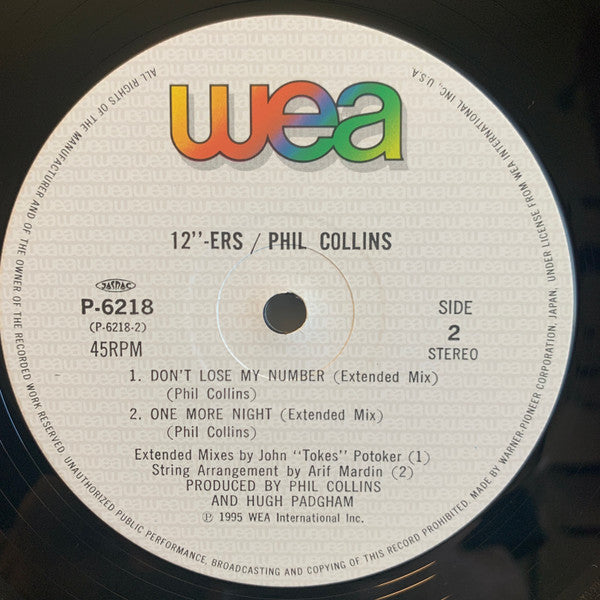 wea
12"-ERS / PHIL COLLINS
JASRAC
P-6218
(P-6218-2)
45RPM
SIDE
2
STEREO
1. DON'T LOSE MY NUMBER (Extended Mix)
(Phil Collins)
2. ONE MORE NIGHT (Extended Mix)
(Phil Collins)
Extended Mixes by John "Tokes" Potoker (1)
String Arrangement by Arif Mardin (2)
PRODUCED BY PHIL COLLINS
AND HUGH PADGHAM
℗ 1995 WEA International Inc.
ALL RIGHTS OF THE MANUFACTURER AND OF THE OWNER OF THE RECORDED WORK RESERVED. UNAUTHORIZED PUBLIC PERFORMANCE, BROADCASTING AND COPYING OF THIS RECORD PROHIBITED. MADE BY WARNER-PIONEER CORPORATION, JAPAN, UNDER LICENSE FROM WEA INTERNATIONAL INC., U.S.A.